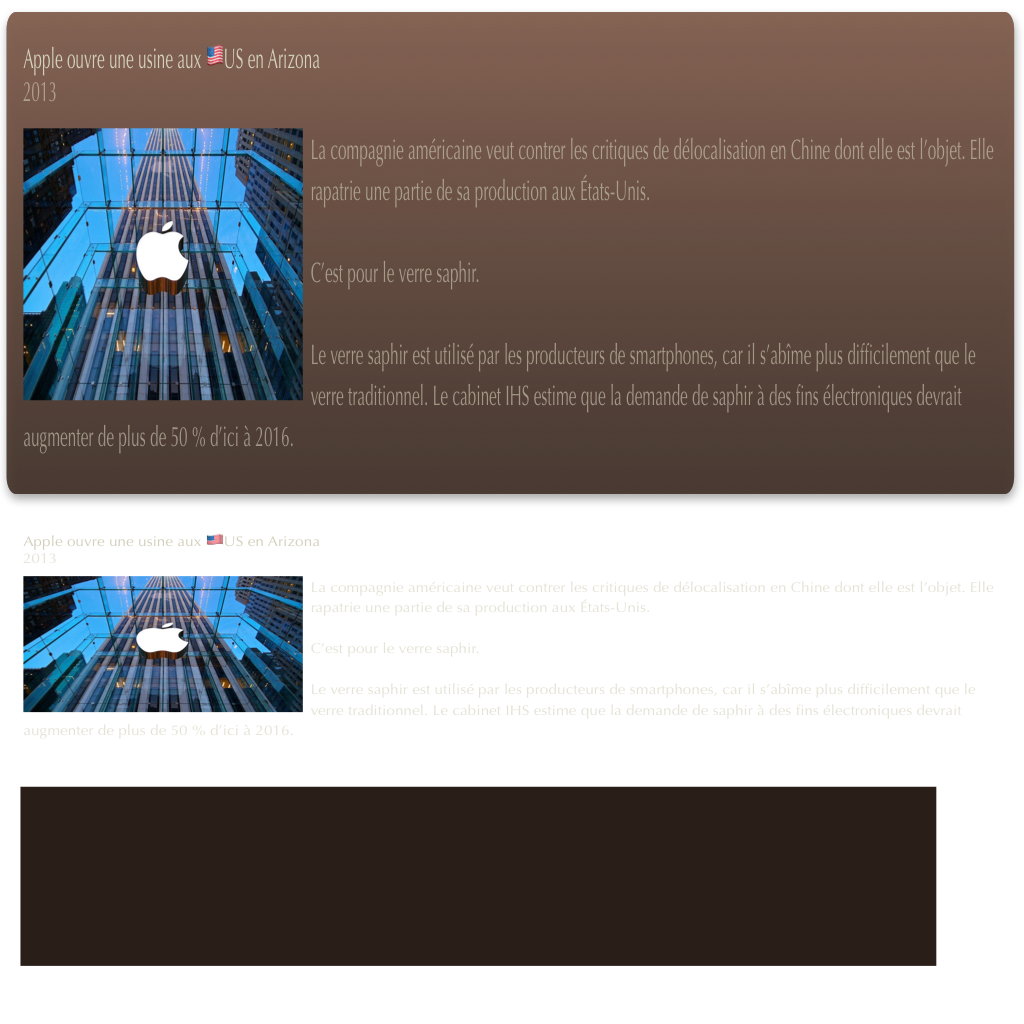 Apple ouvre une usine aux 🇺🇸US en Arizona
2013
La compagnie américaine veut contrer les critiques de délocalisation en Chine dont elle est l’objet. Elle
rapatrie une partie de sa production aux États-Unis.
C’est pour le verre saphir.
Le verre saphir est utilisé par les producteurs de smartphones, car il s’abîme plus difficilement que le
verre traditionnel. Le cabinet IHS estime que la demande de saphir à des fins électroniques devrait
augmenter de plus de 50 % d’ici à 2016.
Apple ouvre une usine aux 🇺🇸US en Arizona
2013
La compagnie américaine veut contrer les critiques de délocalisation en Chine dont elle est l’objet. Elle
rapatrie une partie de sa production aux États-Unis.
C’est pour le verre saphir.
Le verre saphir est utilisé par les producteurs de smartphones, car il s’abîme plus difficilement que le
verre traditionnel. Le cabinet IHS estime que la demande de saphir à des fins électroniques devrait
augmenter de plus de 50 % d’ici à 2016.